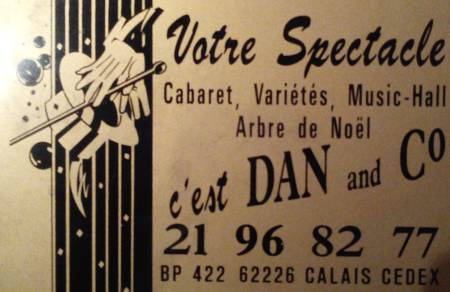 Votre Spectacle
Cabaret, Variétés, Music-Hall
Arbre de Noël
c'est DAN and Co
21 96 82 77
BP 422 62226 CALAIS CEDEX